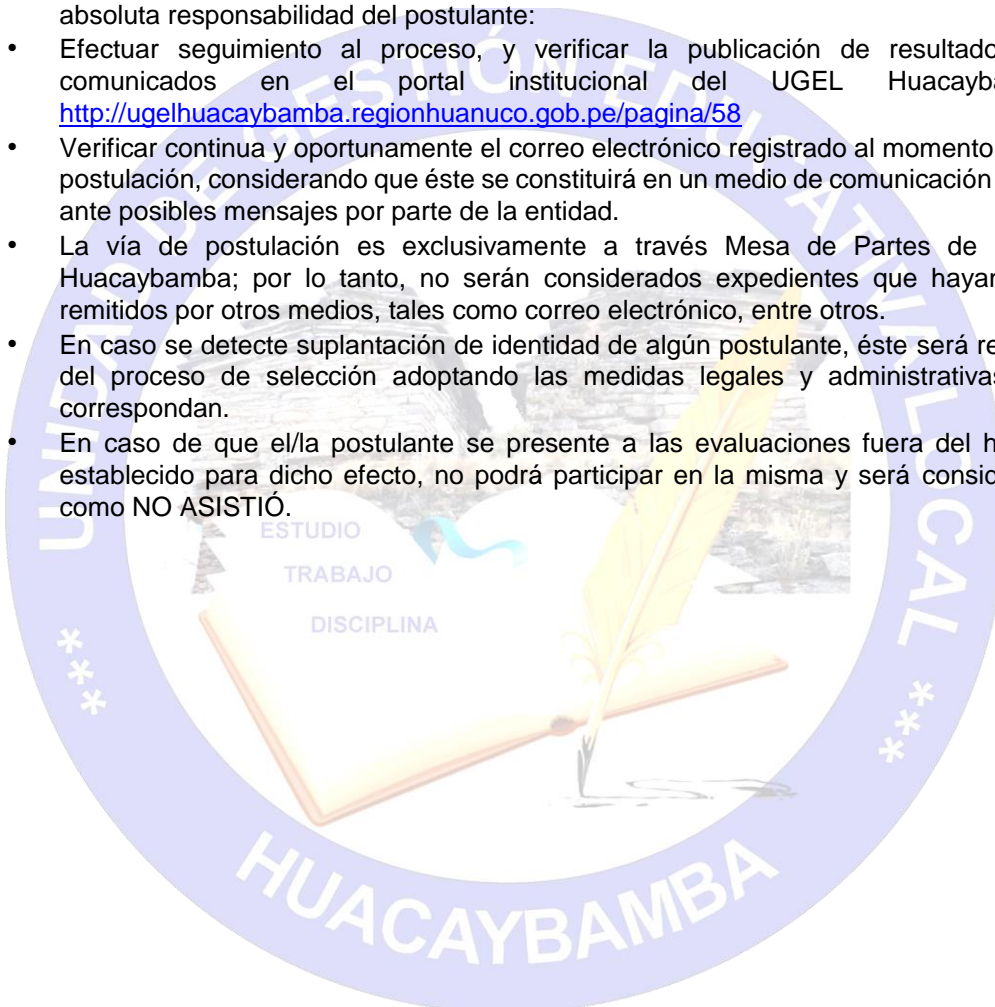 absoluta responsabilidad del postulante:
• Efectuar seguimiento al proceso, y verificar la publicación de resultado
comunicados en el portal institucional del UGEL Huacayba
http://ugelhuacaybamba.regionhuanuco.gob.pe/pagina/58
• Verificar continua y oportunamente el correo electrónico registrado al momento
postulación, considerando que éste se constituirá en un medio de comunicación
ante posibles mensajes por parte de la entidad.
• La vía de postulación es exclusivamente a través Mesa de Partes de
Huacaybamba; por lo tanto, no serán considerados expedientes que hayan
remitidos por otros medios, tales como correo electrónico, entre otros.
• En caso se detecte suplantación de identidad de algún postulante, éste será re
del proceso de selección adoptando las medidas legales y administrativas
correspondan.
• En caso de que el/la postulante se presente a las evaluaciones fuera del h
establecido para dicho efecto, no podrá participar en la misma y será consid
como NO ASISTIÓ.
UNIDAD DE GESTIÓN EDUCATIVA LOCAL
ESTUDIO
TRABAJO
DISCIPLINA
*** ***
HUACAYBAMBA